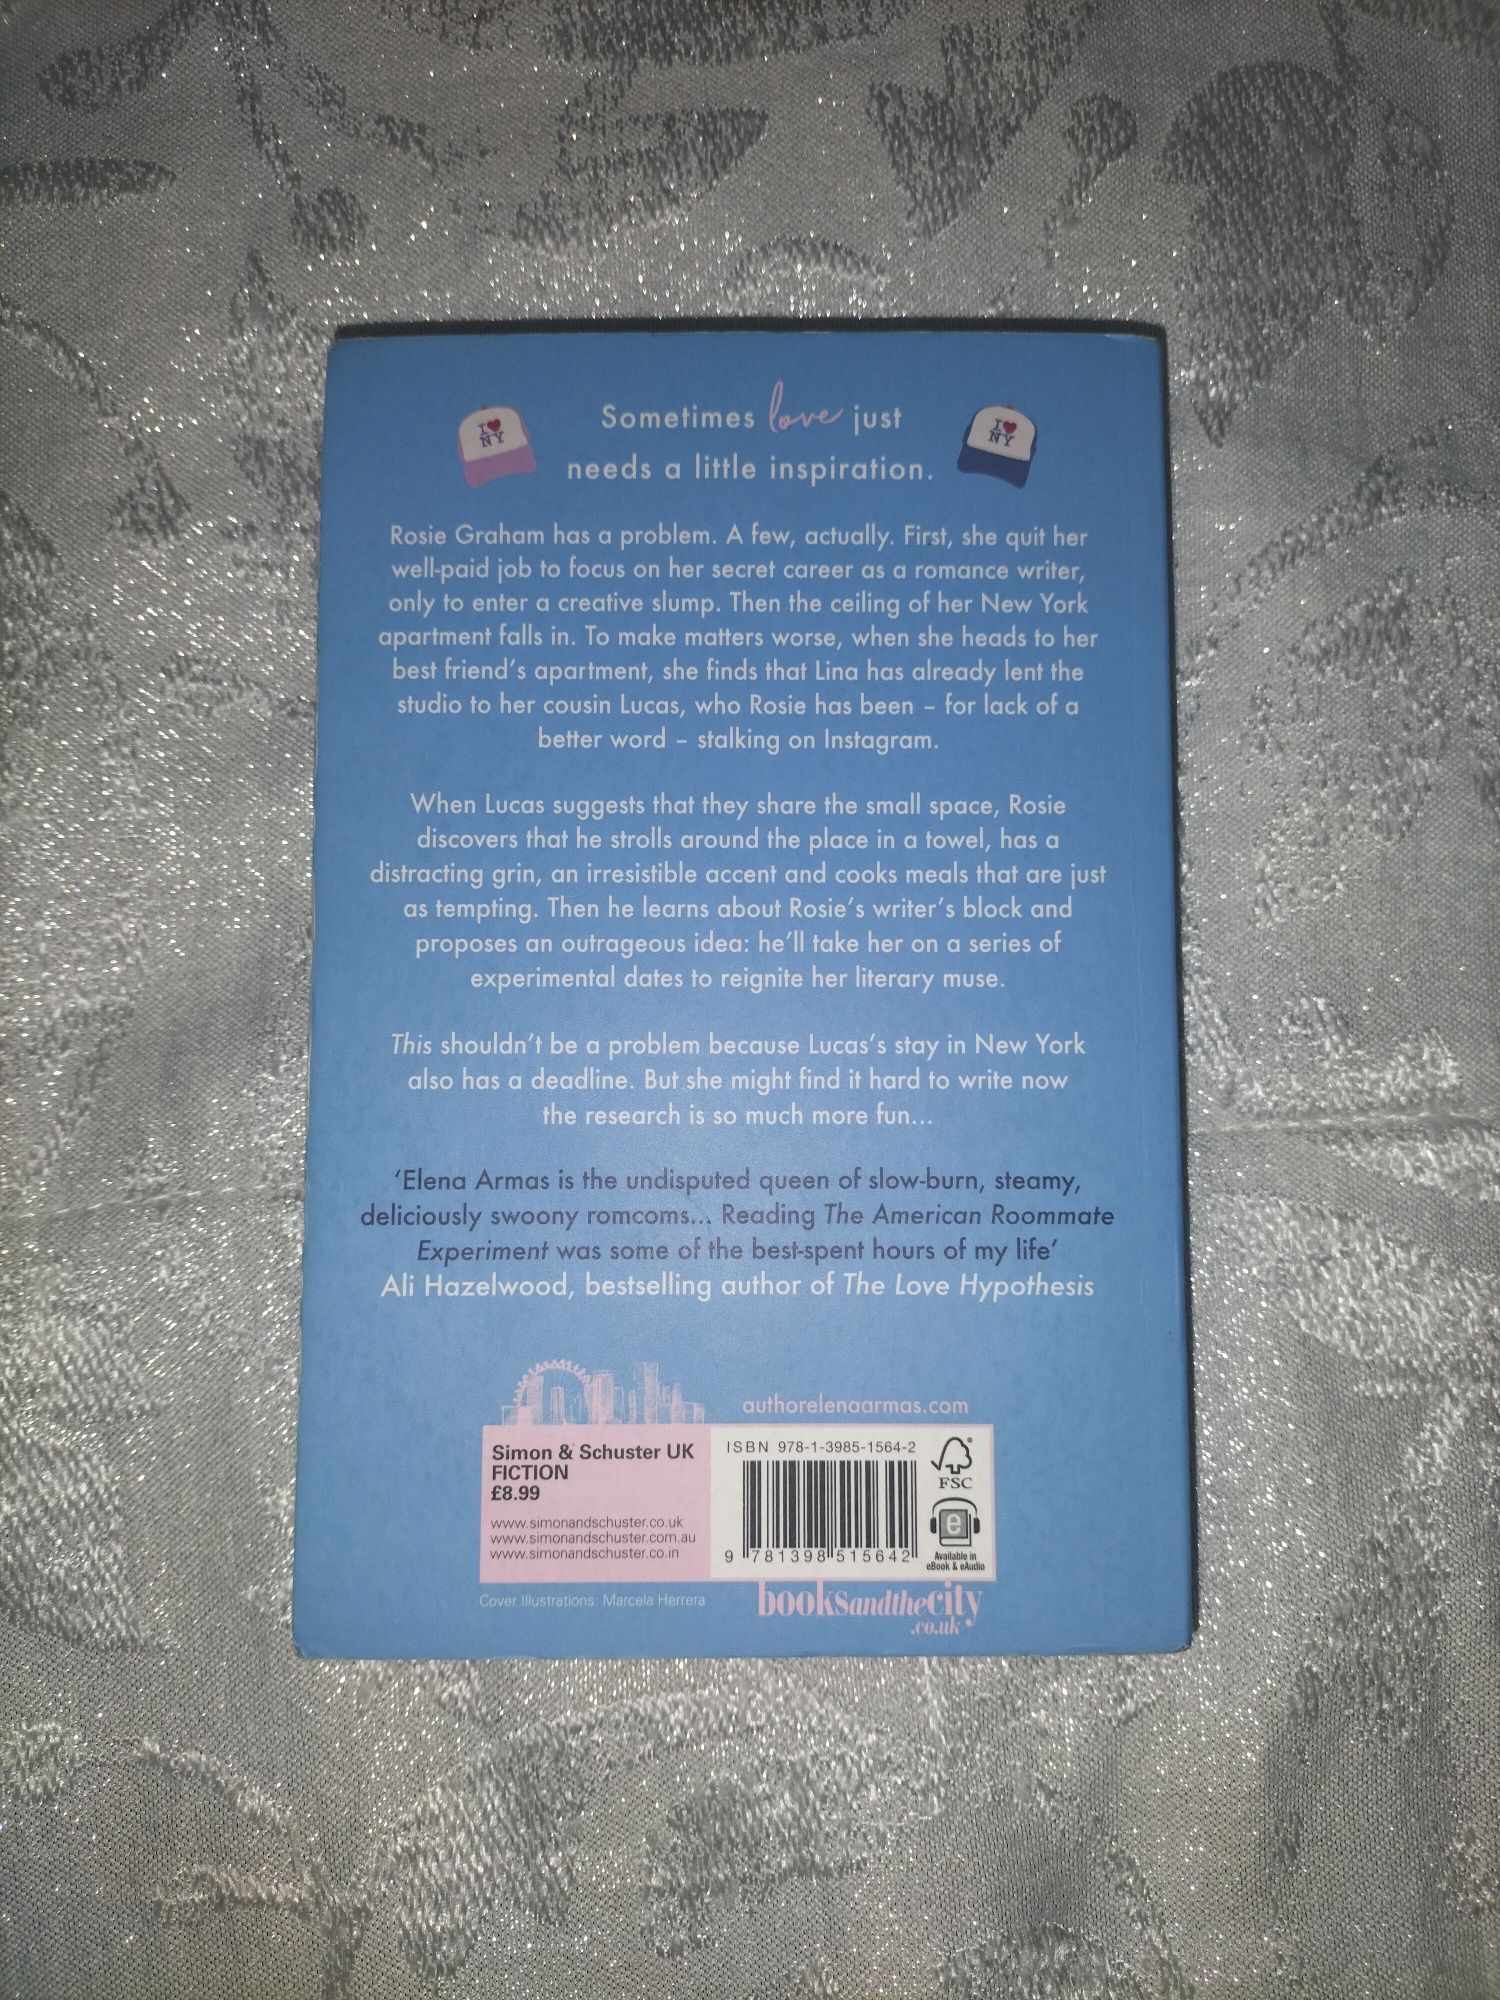 Sometimes love just
needs a little inspiration.
I ♥
NY
I ♥
NY
Rosie Graham has a problem. A few, actually. First, she quit her
well-paid job to focus on her secret career as a romance writer,
only to enter a creative slump. Then the ceiling of her New York
apartment falls in. To make matters worse, when she heads to her
best friend's apartment, she finds that Lina has already lent the
studio to her cousin Lucas, who Rosie has been – for lack of a
better word – stalking on Instagram.
When Lucas suggests that they share the small space, Rosie
discovers that he strolls around the place in a towel, has a
distracting grin, an irresistible accent and cooks meals that are just
as tempting. Then he learns about Rosie's writer's block and
proposes an outrageous idea: he'll take her on a series of
experimental dates to reignite her literary muse.
This shouldn't be a problem because Lucas's stay in New York
also has a deadline. But she might find it hard to write now
the research is so much more fun...
'Elena Armas is the undisputed queen of slow-burn, steamy,
deliciously swoony romcoms... Reading The American Roommate
Experiment was some of the best-spent hours of my life'
Ali Hazelwood, bestselling author of The Love Hypothesis
authorelenaarmas.com
Simon & Schuster UK
FICTION
£8.99
www.simonandschuster.co.uk
www.simonandschuster.com.au
www.simonandschuster.co.in
ISBN 978-1-3985-1564-2
9 781398 515642
FSC
e
Available in
eBook & eAudio
Cover Illustrations: Marcela Herrera
booksandthecity
.co.uk